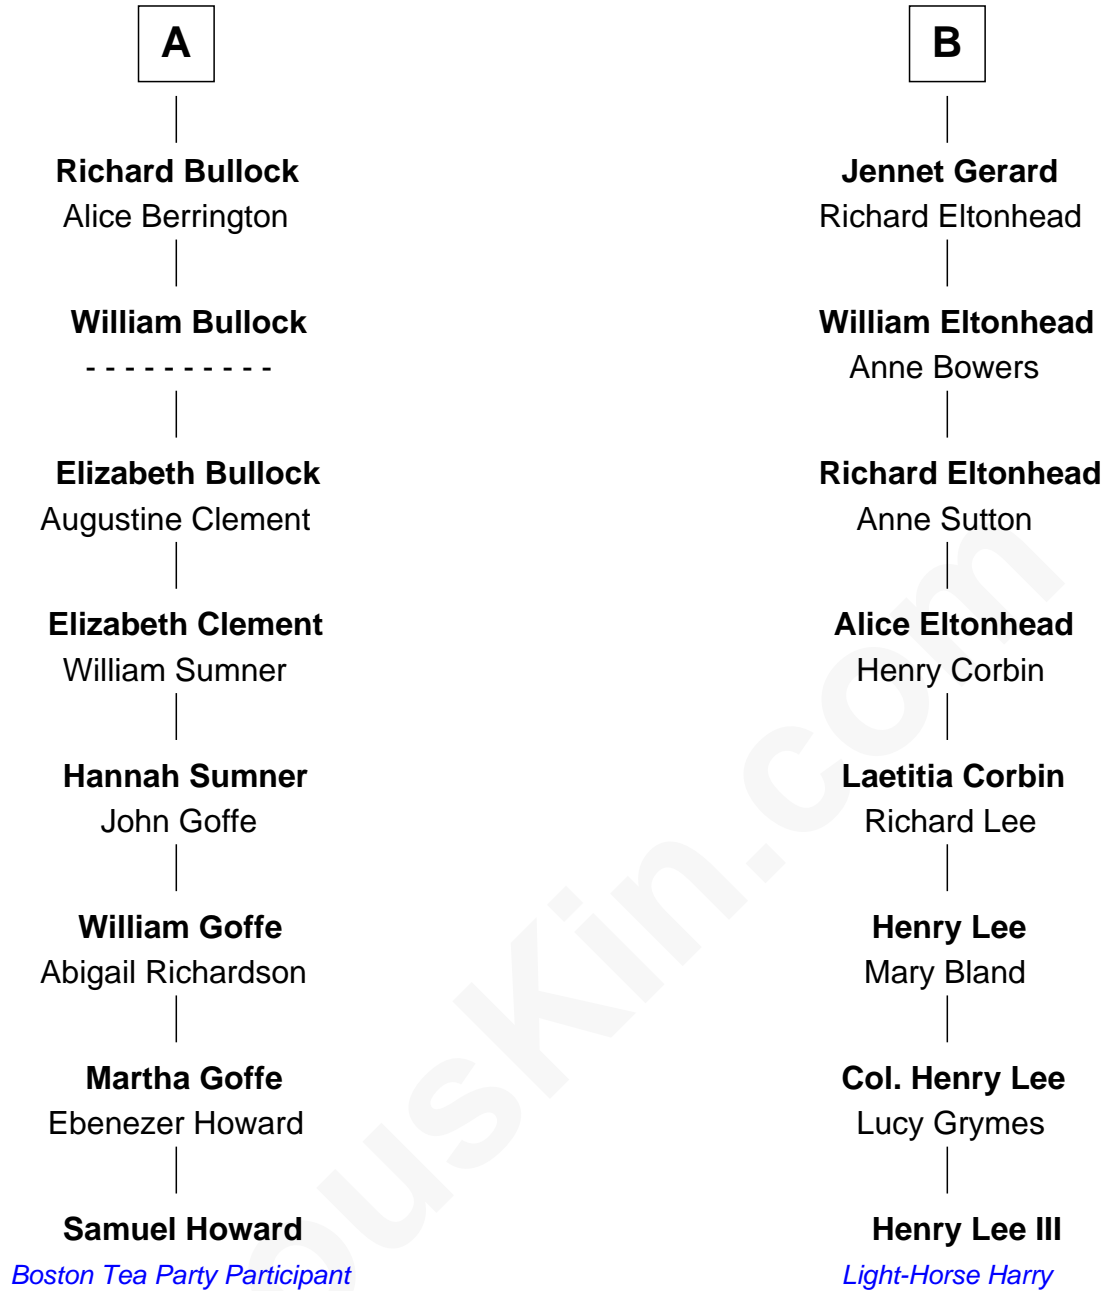 A
Richard Bullock
Alice Berrington
William Bullock
- - - - - - - - - -
Elizabeth Bullock
Augustine Clement
Elizabeth Clement
William Sumner
Hannah Sumner
John Goffe
William Goffe
Abigail Richardson
Martha Goffe
Ebenezer Howard
Samuel Howard
Boston Tea Party Participant
B
Jennet Gerard
Richard Eltonhead
William Eltonhead
Anne Bowers
Richard Eltonhead
Anne Sutton
Alice Eltonhead
Henry Corbin
Laetitia Corbin
Richard Lee
Henry Lee
Mary Bland
Col. Henry Lee
Lucy Grymes
Henry Lee III
Light-Horse Harry
ousKin.com